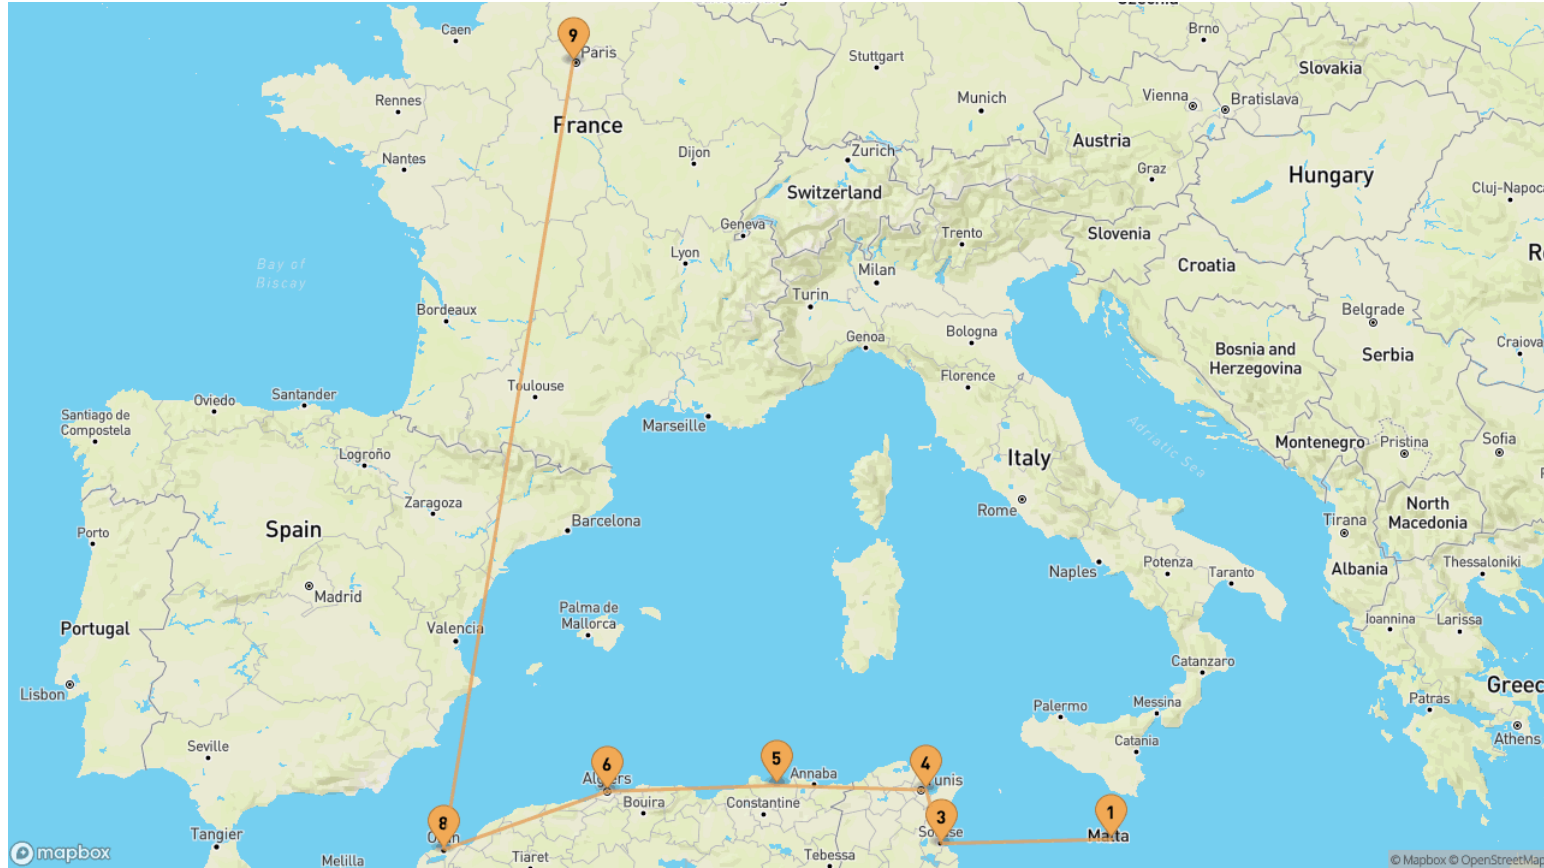 Czechia
9
Caen
Paris
Brno
Stuttgart
Slovakia
Rennes
Munich
Vienna
Bratislava
France
Austria
Nantes
Dijon
Zurich
Graz
Hungary
Switzerland
Cluj-Napoca
Geneva
Trento
Slovenia
Lyon
Croatia
Bay of
Biscay
Milan
Turin
Bordeaux
Belgrade
Genoa
Bologna
Craiova
Bosnia and
Herzegovina
Serbia
Florence
Toulouse
Santander
Oviedo
Santiago de
Compostela
Marseille
Adriatic Sea
Montenegro
Pristina
Sofia
Logroño
Italy
Zaragoza
Rome
North
Macedonia
Barcelona
Tirana
Porto
Spain
Naples
Potenza
Taranto
Albania
Thessaloniki
Madrid
Palma de
Mallorca
Ioannina
Larissa
Portugal
Valencia
Catanzaro
Lisbon
Greec
Palermo
Messina
Patras
Seville
Catania
Athens
6
5
4
Algiers
Annaba
Tunis
Bouira
Constantine
8
3
1
Tangier
Oran
Sousse
Malta
mapbox
Melilla
Tiaret
Tebessa
© Mapbox © OpenStreetMap